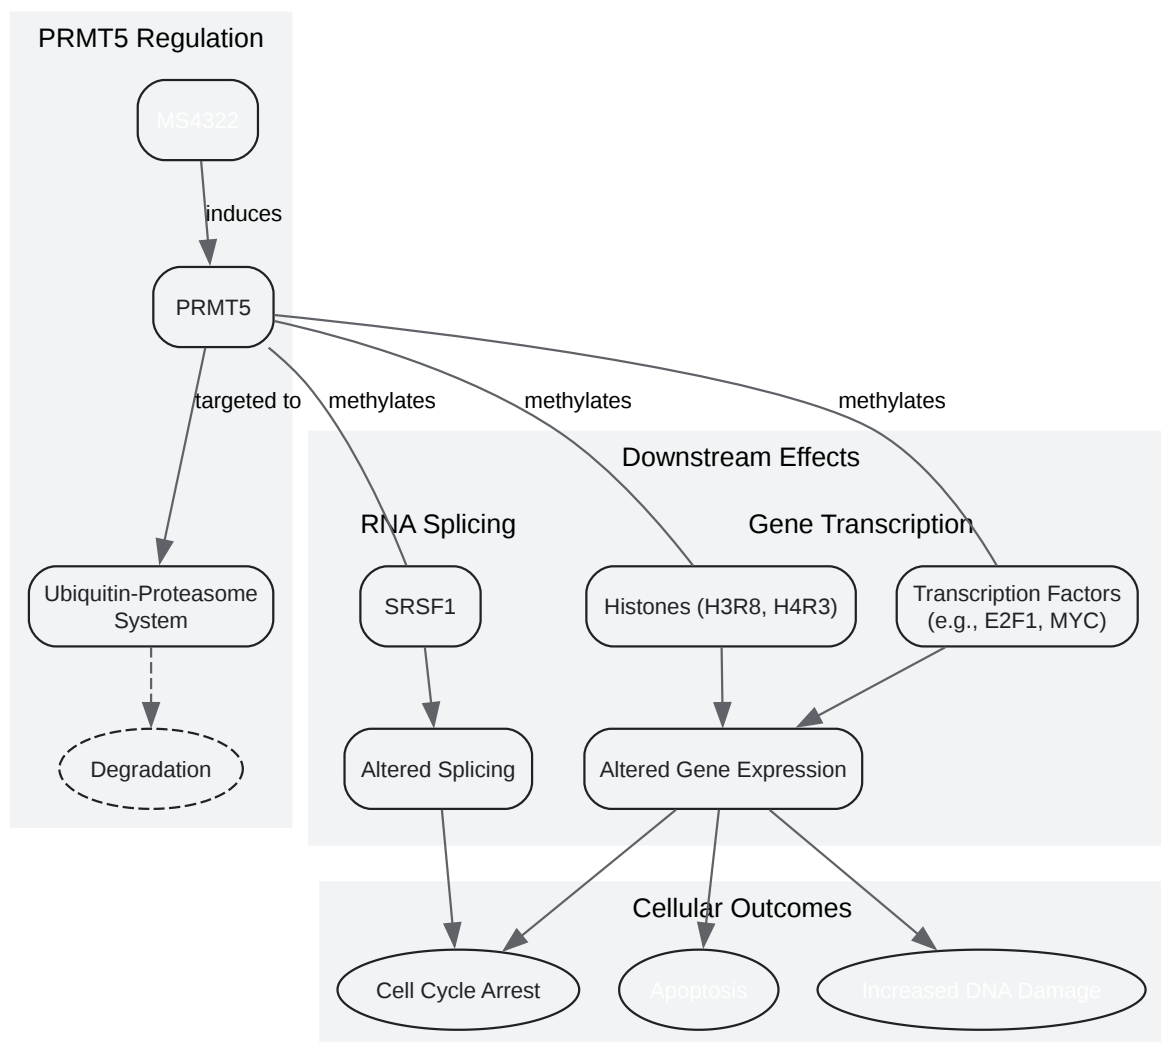 PRMT5 Regulation
MS4322
induces
PRMT5
targeted to
methylates
methylates
methylates
Downstream Effects
RNA Splicing
Gene Transcription
Ubiquitin-Proteasome
System
SRSF1
Histones (H3R8, H4R3)
Transcription Factors
(e.g., E2F1, MYC)
Degradation
Altered Splicing
Altered Gene Expression
Cellular Outcomes
Cell Cycle Arrest
Apoptosis
Increased DNA Damage